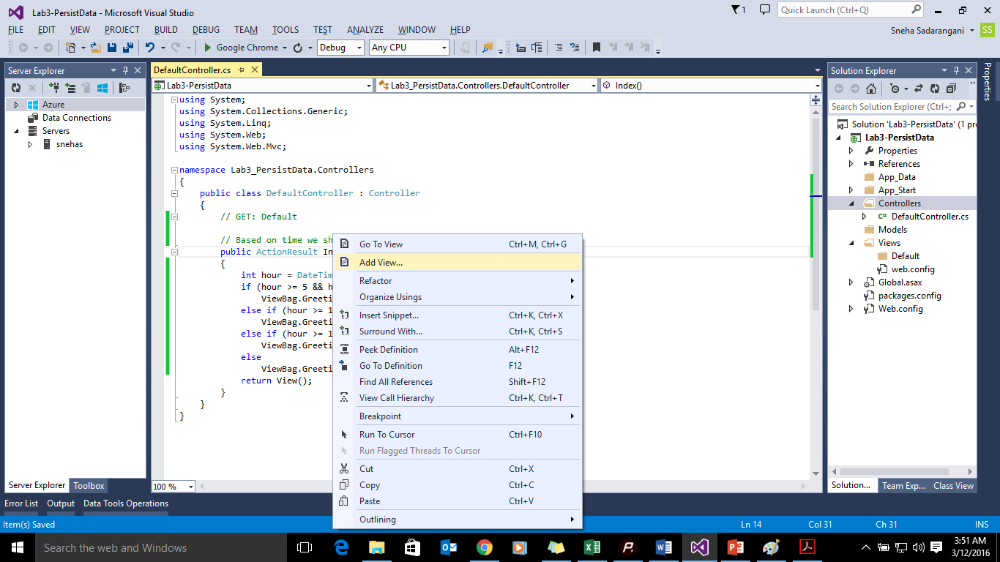 Lab3-PersistData - Microsoft Visual Studio
1
Quick Launch (Ctrl+Q)
FILE EDIT VIEW PROJECT BUILD DEBUG TEAM TOOLS TEST ANALYZE WINDOW HELP
Sneha Sadarangani
SS
Google Chrome
Debug
Any CPU
Server Explorer
Azure
Data Connections
Servers
snehas
Server Explorer
Toolbox
DefaultController.cs
Lab3-PersistData
Lab3_PersistData.Controllers.DefaultController
Index()
using System;
using System.Collections.Generic;
using System.Linq;
using System.Web;
using System.Web.Mvc;
namespace Lab3_PersistData.Controllers
{
public class DefaultController : Controller
{
// GET: Default
// Based on time we sh
public ActionResult In
{
int hour = DateTim
if (hour >= 5 && h
ViewBag.Greeti
else if (hour >= 1
ViewBag.Greeti
else if (hour >= 1
ViewBag.Greeti
else
ViewBag.Greeti
return View();
}
}
}
100 %
Go To View Ctrl+M, Ctrl+G
Add View...
Refactor
Organize Usings
Insert Snippet... Ctrl+K, Ctrl+X
Surround With... Ctrl+K, Ctrl+S
Peek Definition Alt+F12
Go To Definition F12
Find All References Shift+F12
View Call Hierarchy Ctrl+K, Ctrl+T
Breakpoint
Run To Cursor Ctrl+F10
Run Flagged Threads To Cursor
Cut Ctrl+X
Copy Ctrl+C
Paste Ctrl+V
Outlining
Solution Explorer
Search Solution Explorer (Ctrl+;
Solution 'Lab3-PersistData' (1 pr
Lab3-PersistData
Properties
References
App_Data
App_Start
Controllers
DefaultController.cs
Models
Views
Default
web.config
Global.asax
packages.config
Web.config
Solution...
Team Exp...
Class View
Properties
Error List Output Data Tools Operations
Item(s) Saved
Ln 14 Col 31 Ch 31 INS
Search the web and Windows
3:51 AM
3/12/2016